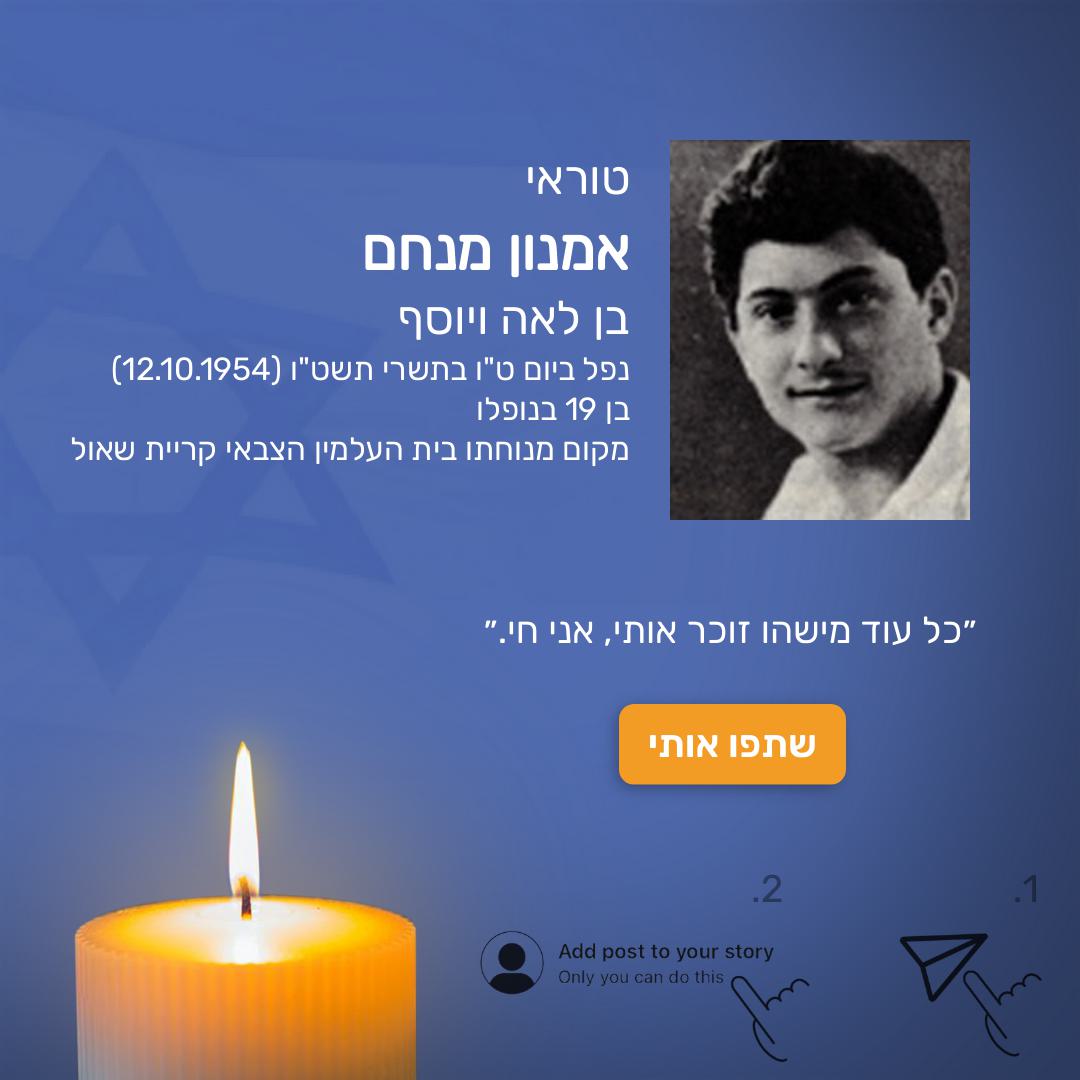 טוראי
אמנון מנחם
בן לאה ויוסף
נפל ביום ט"ו בתשרי תשט"ו (12.10.1954)
בן 19 בנופלו
מקום מנוחתו בית העלמין הצבאי קריית שאול
״כל עוד מישהו זוכר אותי, אני חי.״
שתפו אותי
.1
.2
Add post to your story
Only you can do this